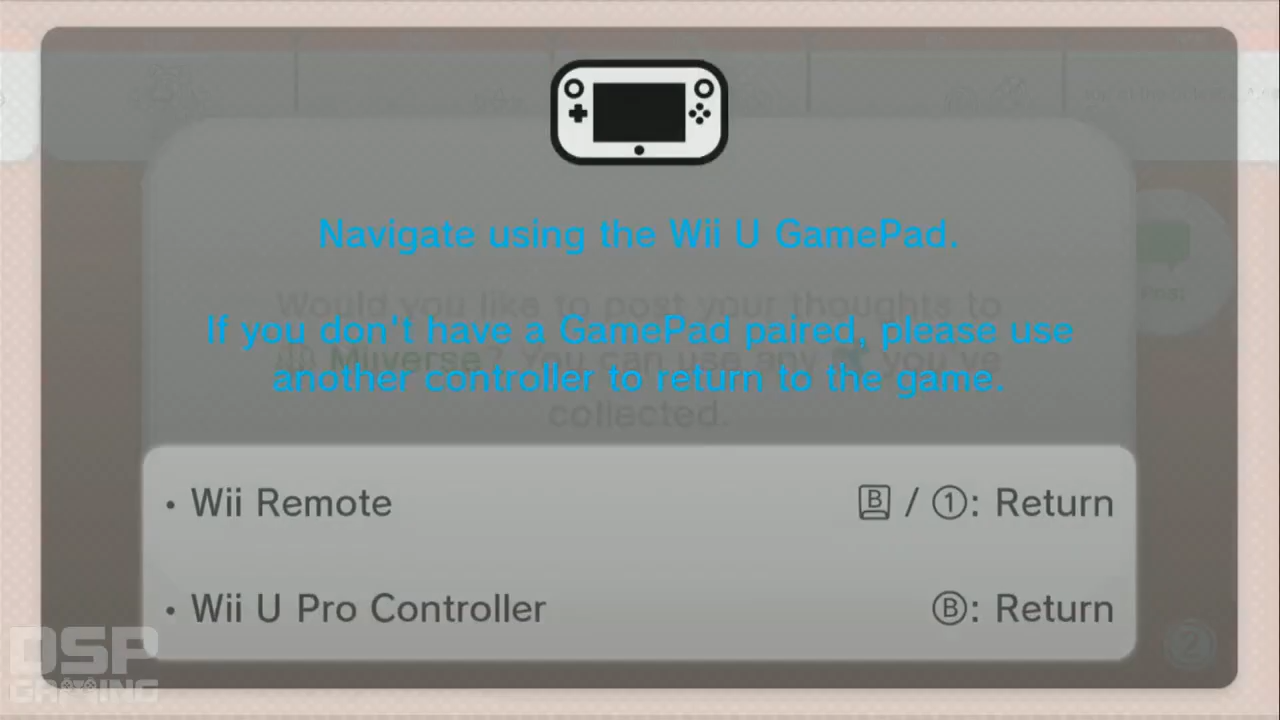 Navigate using the Wii U GamePad.
Would you like to post your thoughts to
If you don't have a GamePad paired, please use
Miiverse? You can use any you've
another controller to return to the game.
collected.
Post
• Wii Remote B / 1: Return
• Wii U Pro Controller B: Return
2
DSP
GAMING